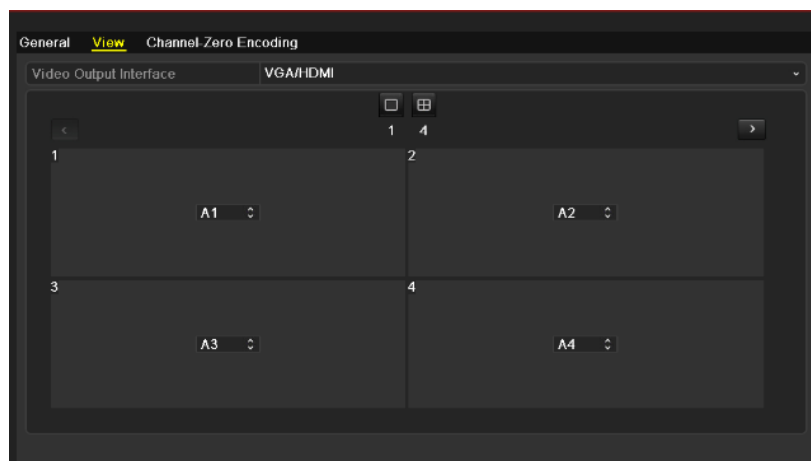 General View Channel-Zero Encoding
Video Output Interface VGA/HDMI
1 4
1 2
A1 A2
3 4
A3 A4